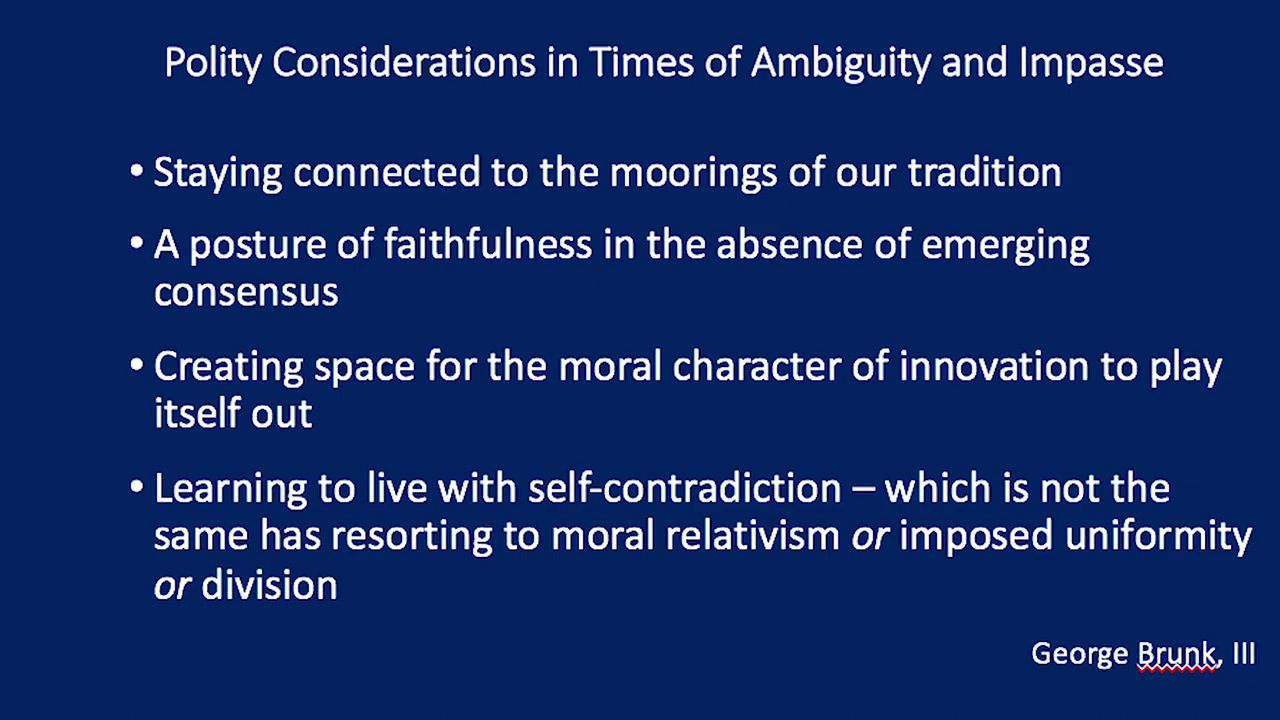 Polity Considerations in Times of Ambiguity and Impasse
• Staying connected to the moorings of our tradition
• A posture of faithfulness in the absence of emerging
consensus
• Creating space for the moral character of innovation to play
itself out
• Learning to live with self-contradiction – which is not the
same has resorting to moral relativism or imposed uniformity
or division
George Brunk, III